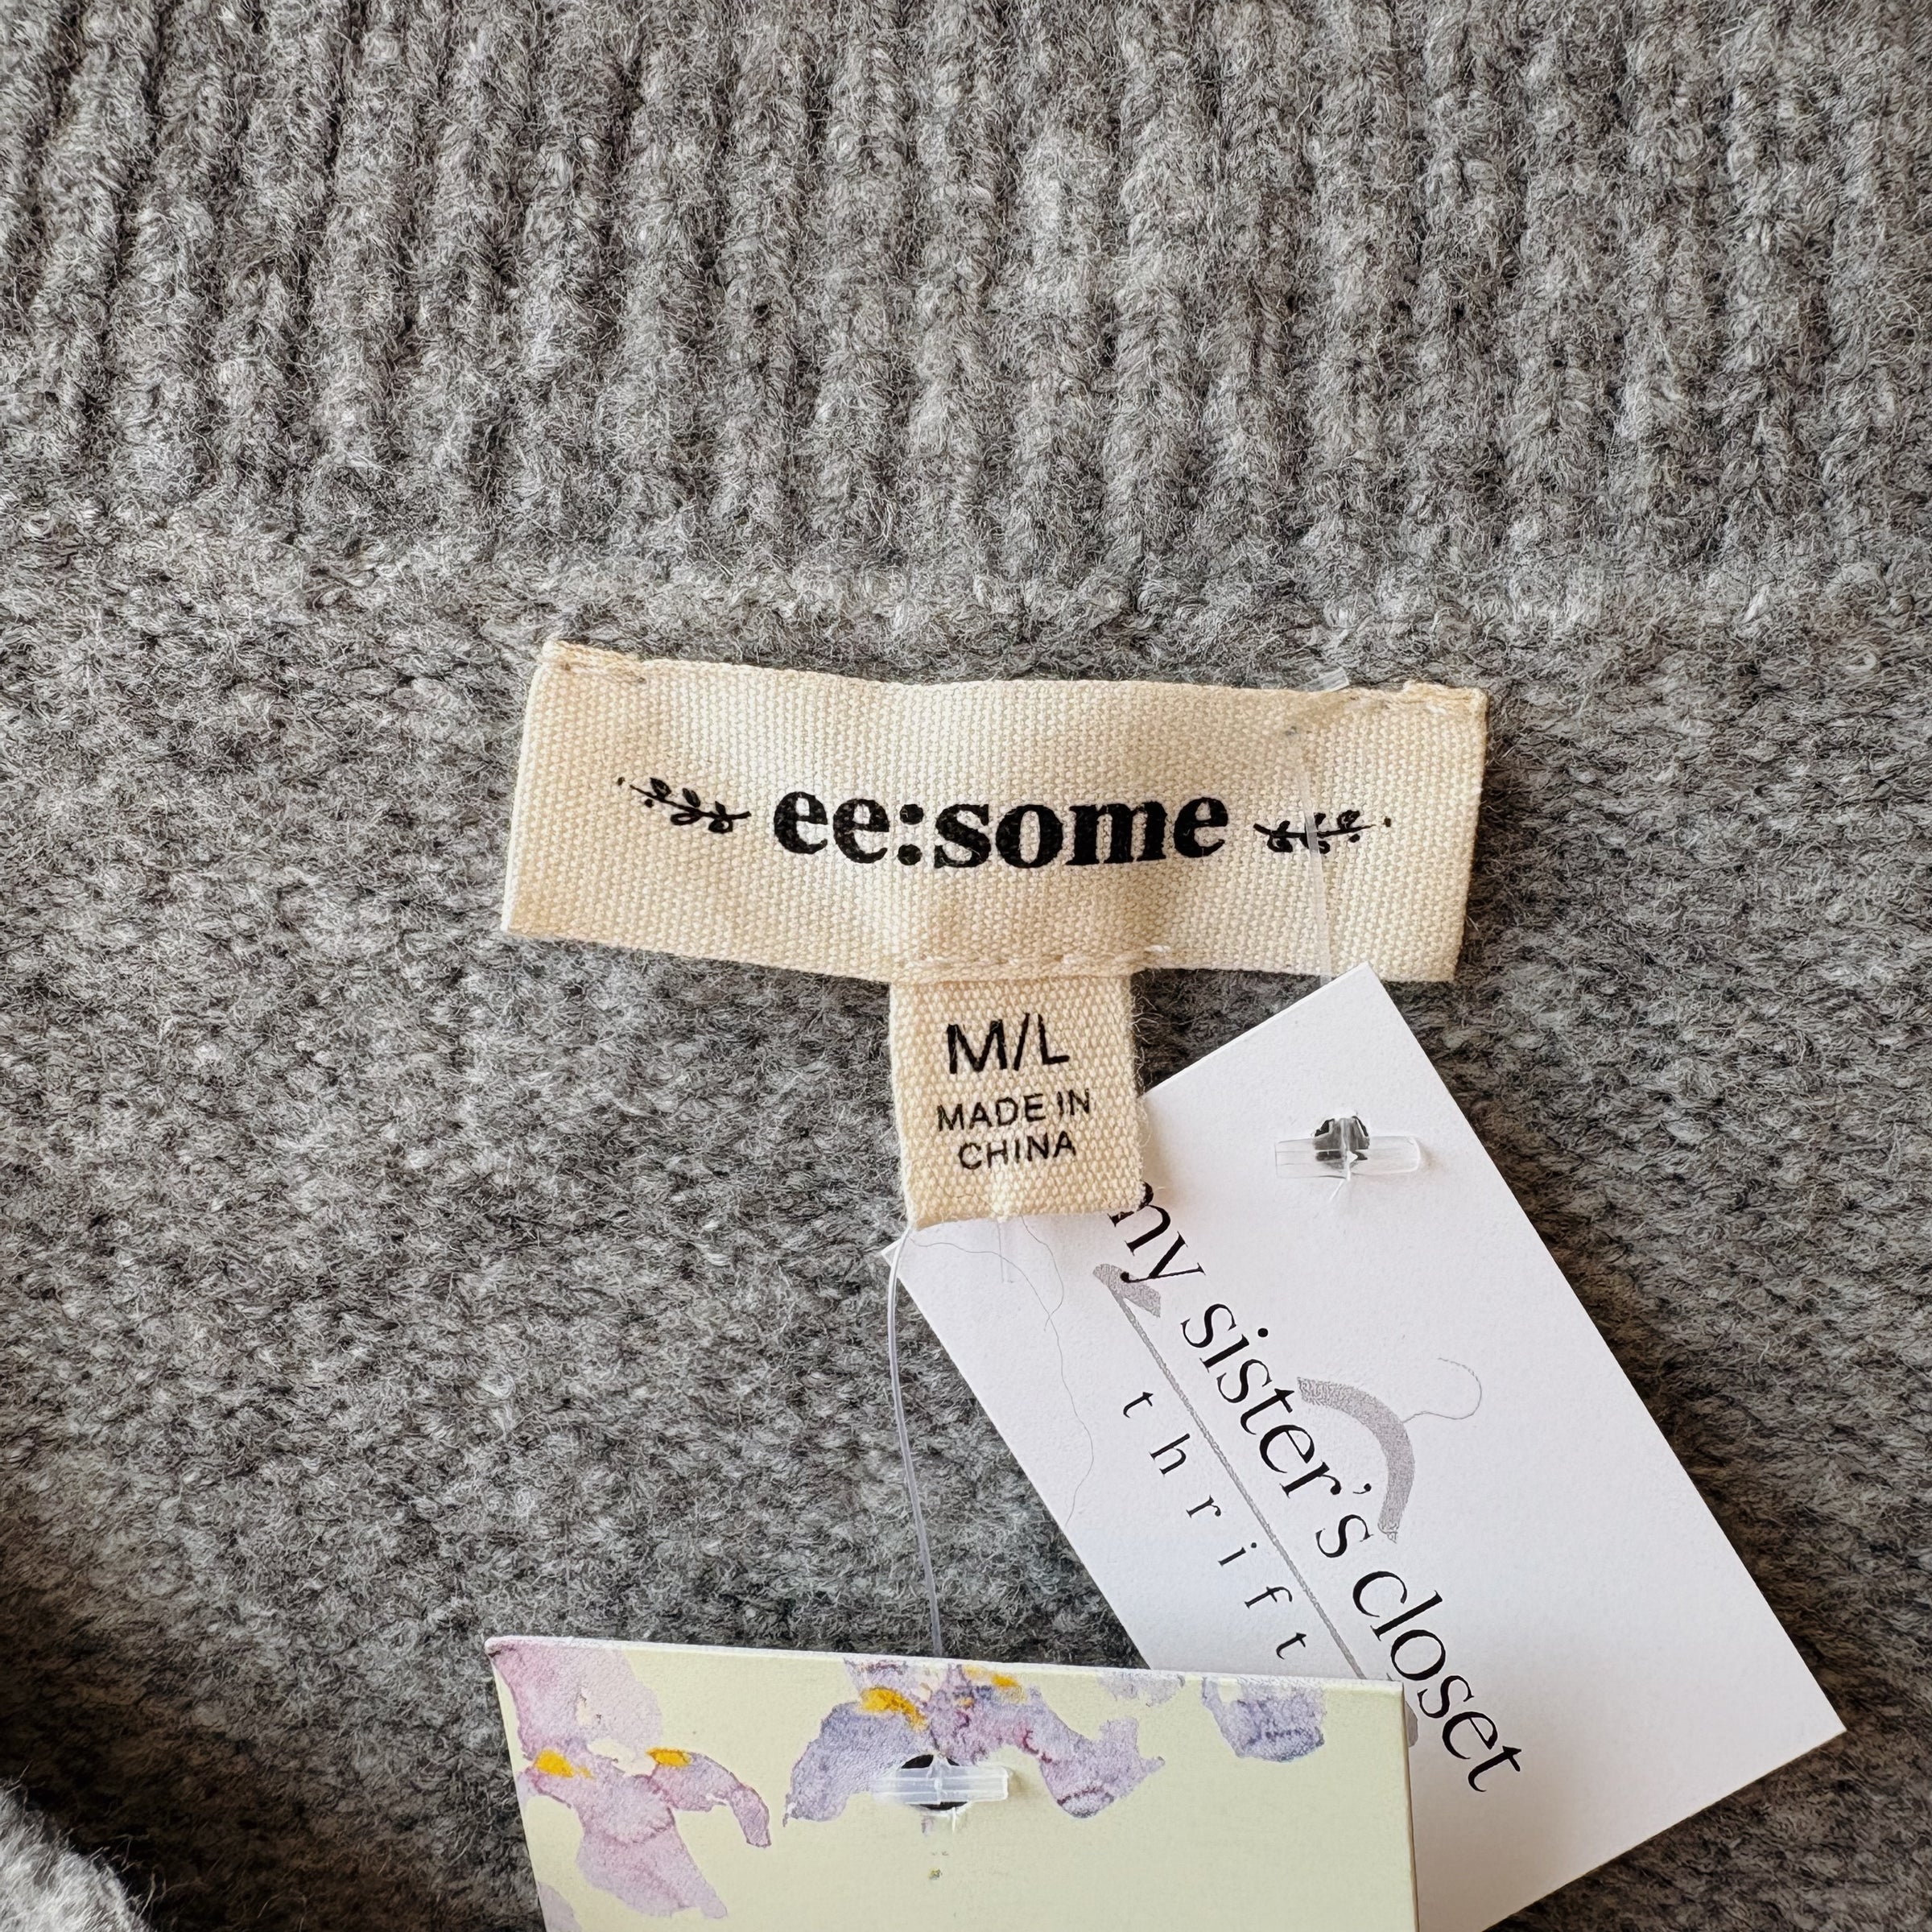 ee:some
M/L
MADE IN
CHINA
my sister's closet
thrift